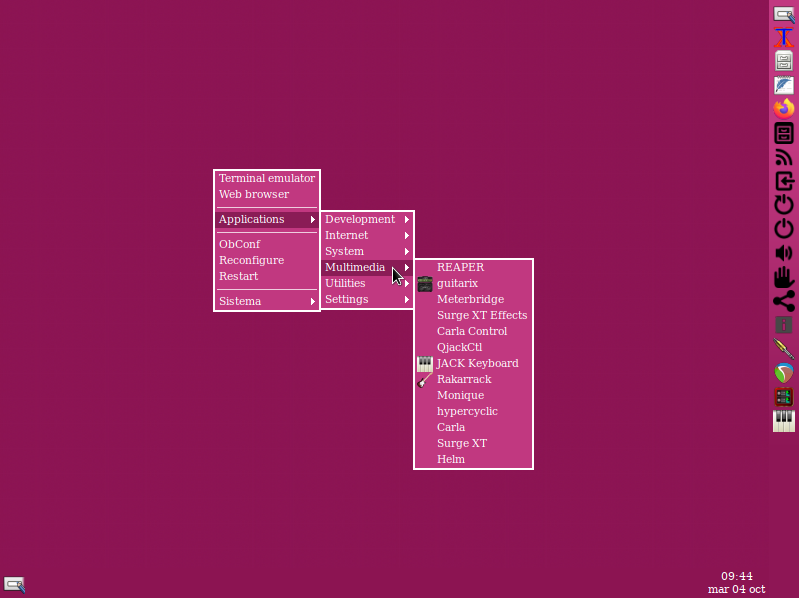 Terminal emulator
Web browser
Applications
ObConf
Reconfigure
Restart
Sistema
Development
Internet
System
Multimedia
Utilities
Settings
REAPER
guitarix
Meterbridge
Surge XT Effects
Carla Control
QjackCtl
JACK Keyboard
Rakarrack
Monique
hypercyclic
Carla
Surge XT
Helm
09:44
mar 04 oct